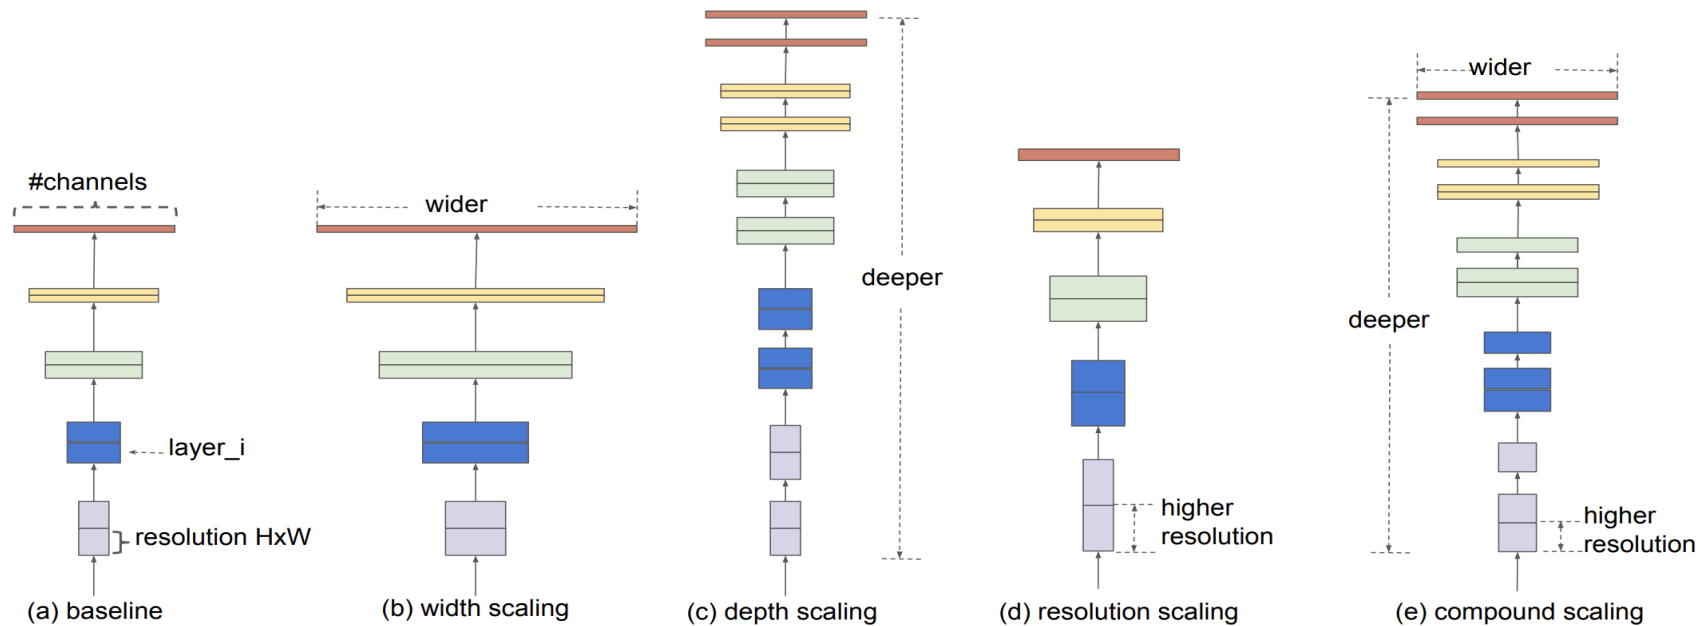 #channels
layer_i
resolution HxW
(a) baseline
wider
(b) width scaling
deeper
(c) depth scaling
higher
resolution
(d) resolution scaling
wider
deeper
higher
resolution
(e) compound scaling